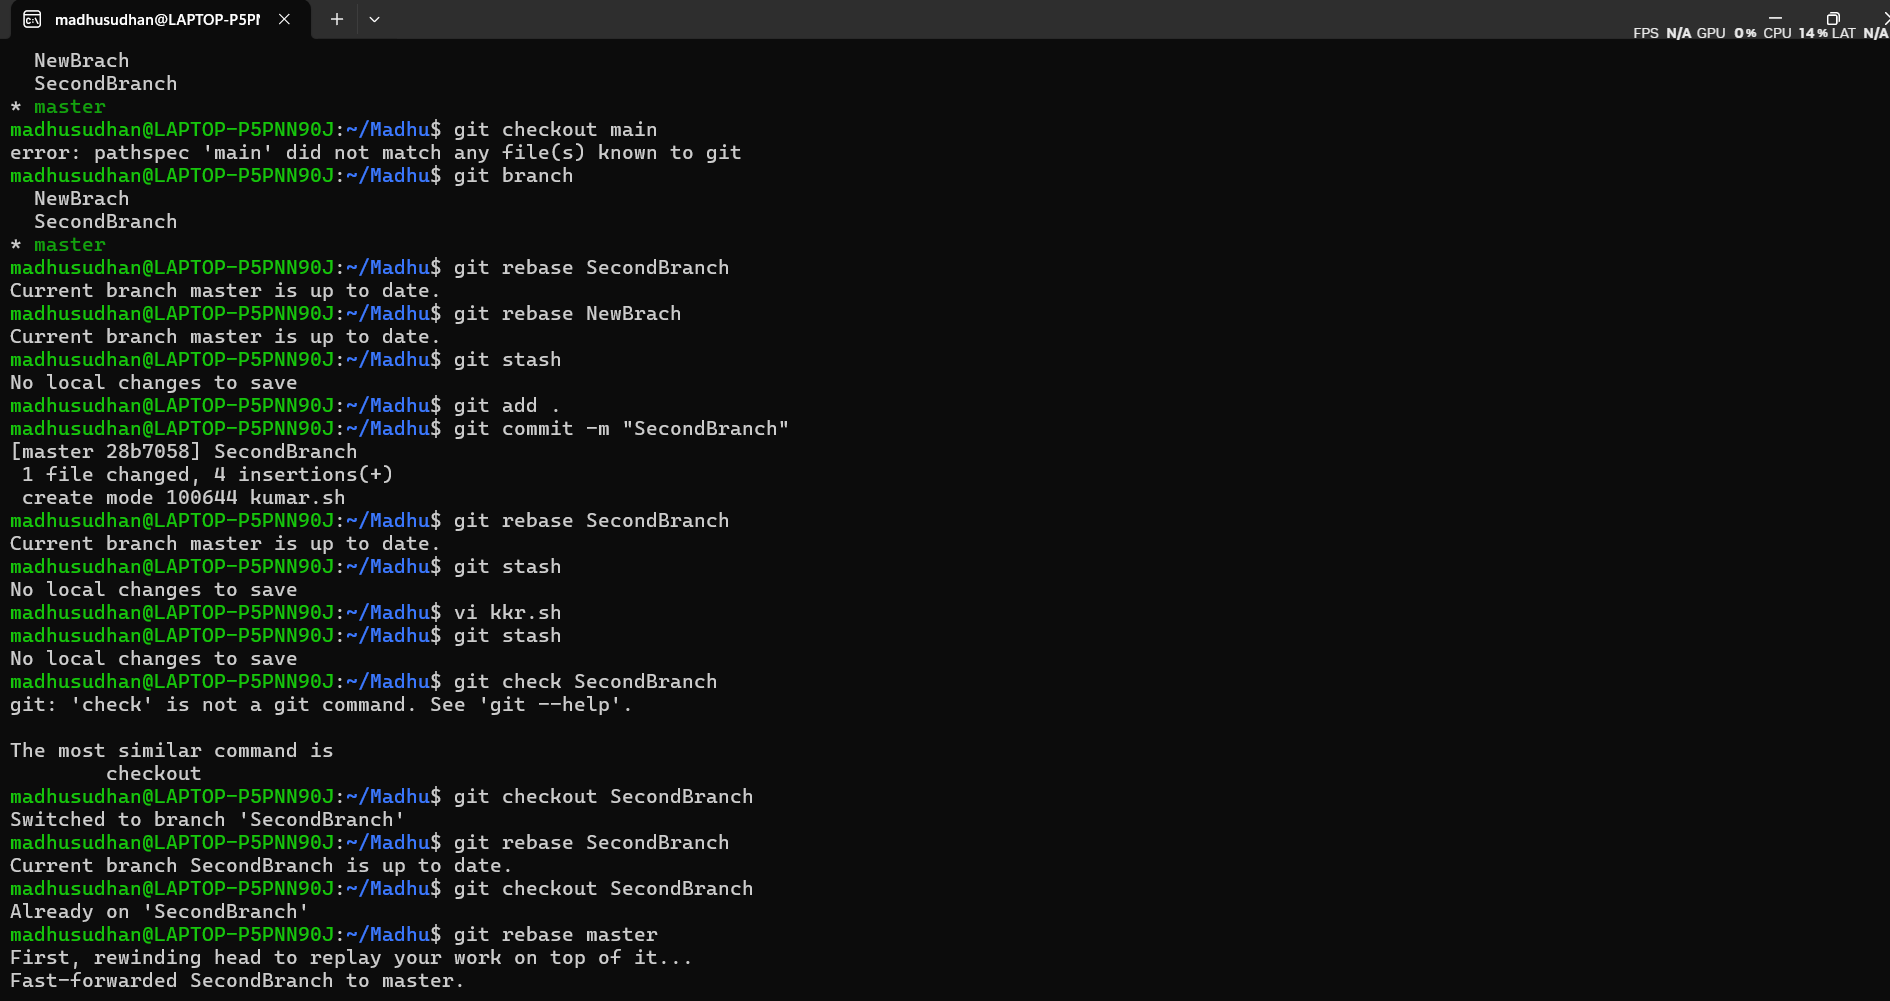 madhusudhan@LAPTOP-P5PN
FPS N/A GPU 0% CPU 14% LAT N/A
  NewBrach
  SecondBranch
* master
madhusudhan@LAPTOP-P5PNN90J:~/Madhu$ git checkout main
error: pathspec 'main' did not match any file(s) known to git
madhusudhan@LAPTOP-P5PNN90J:~/Madhu$ git branch
  NewBrach
  SecondBranch
* master
madhusudhan@LAPTOP-P5PNN90J:~/Madhu$ git rebase SecondBranch
Current branch master is up to date.
madhusudhan@LAPTOP-P5PNN90J:~/Madhu$ git rebase NewBrach
Current branch master is up to date.
madhusudhan@LAPTOP-P5PNN90J:~/Madhu$ git stash
No local changes to save
madhusudhan@LAPTOP-P5PNN90J:~/Madhu$ git add .
madhusudhan@LAPTOP-P5PNN90J:~/Madhu$ git commit -m "SecondBranch"
[master 28b7058] SecondBranch
 1 file changed, 4 insertions(+)
 create mode 100644 kumar.sh
madhusudhan@LAPTOP-P5PNN90J:~/Madhu$ git rebase SecondBranch
Current branch master is up to date.
madhusudhan@LAPTOP-P5PNN90J:~/Madhu$ git stash
No local changes to save
madhusudhan@LAPTOP-P5PNN90J:~/Madhu$ vi kkr.sh
madhusudhan@LAPTOP-P5PNN90J:~/Madhu$ git stash
No local changes to save
madhusudhan@LAPTOP-P5PNN90J:~/Madhu$ git check SecondBranch
git: 'check' is not a git command. See 'git --help'.

The most similar command is
        checkout
madhusudhan@LAPTOP-P5PNN90J:~/Madhu$ git checkout SecondBranch
Switched to branch 'SecondBranch'
madhusudhan@LAPTOP-P5PNN90J:~/Madhu$ git rebase SecondBranch
Current branch SecondBranch is up to date.
madhusudhan@LAPTOP-P5PNN90J:~/Madhu$ git checkout SecondBranch
Already on 'SecondBranch'
madhusudhan@LAPTOP-P5PNN90J:~/Madhu$ git rebase master
First, rewinding head to replay your work on top of it...
Fast-forwarded SecondBranch to master.